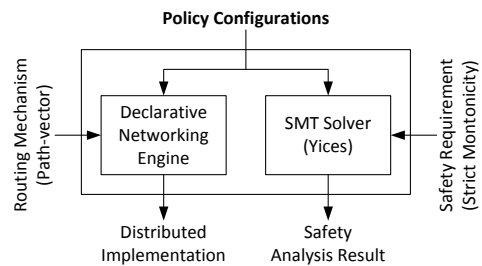 Policy Configurations
Routing Mechanism
(Path-vector)
Declarative
Networking
Engine
SMT Solver
(Yices)
Safety Requirement
(Strict Montonicity)
Distributed
Implementation
Safety
Analysis Result